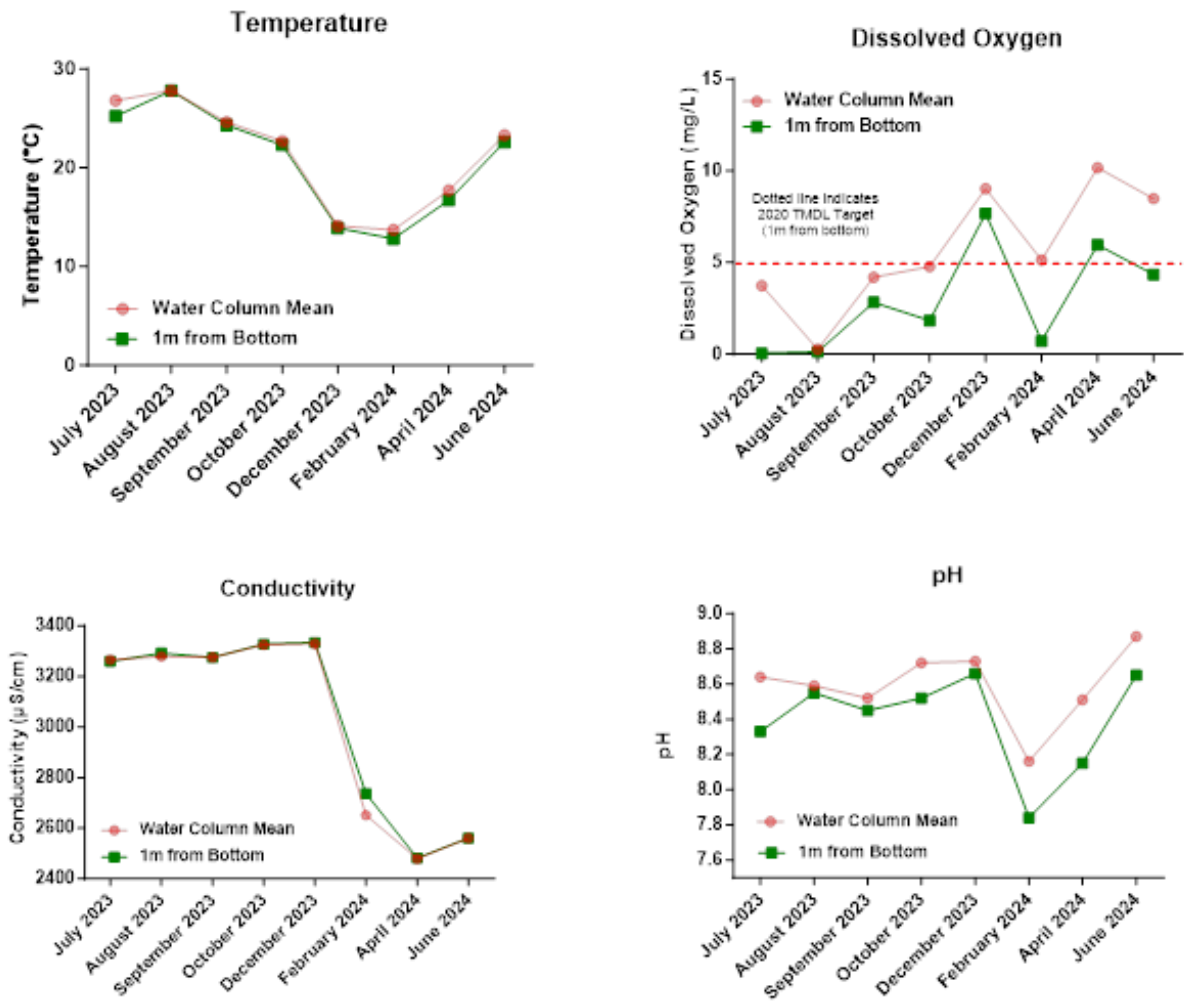 Temperature
Temperature (°C)
30
20
10
0
Water Column Mean
1m from Bottom
July 2023
August 2023
September 2023
October 2023
December 2023
February 2024
April 2024
June 2024
Dissolved Oxygen
Dissolved Oxygen (mg/L)
15
10
5
0
Water Column Mean
1m from Bottom
Dotted line indicates
2020 TMDL Target
(1m from bottom)
July 2023
August 2023
September 2023
October 2023
December 2023
February 2024
April 2024
June 2024
Conductivity
Conductivity (µS/cm)
3400
3200
3000
2800
2600
2400
Water Column Mean
1m from Bottom
July 2023
August 2023
September 2023
October 2023
December 2023
February 2024
April 2024
June 2024
pH
pH
9.0
8.8
8.6
8.4
8.2
8.0
7.8
7.6
Water Column Mean
1m from Bottom
July 2023
August 2023
September 2023
October 2023
December 2023
February 2024
April 2024
June 2024